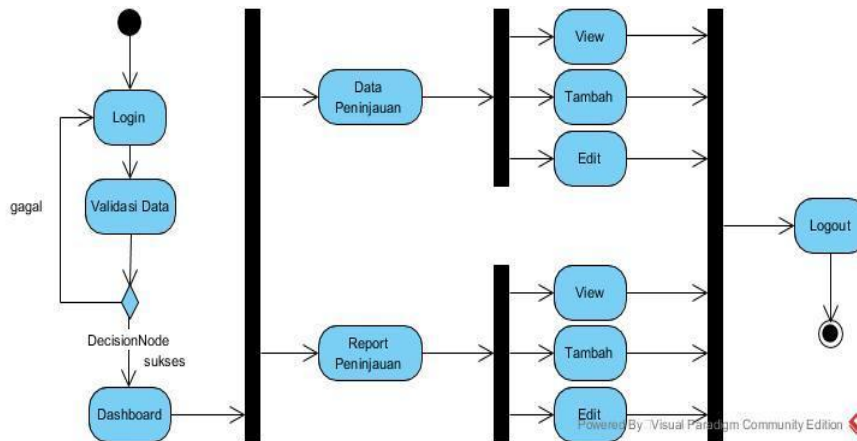 Login
Validasi Data
gagal
DecisionNode
sukses
Dashboard
Data
Peninjauan
View
Tambah
Edit
Report
Peninjauan
View
Tambah
Edit
Logout
Powered By Visual Paradigm Community Edition